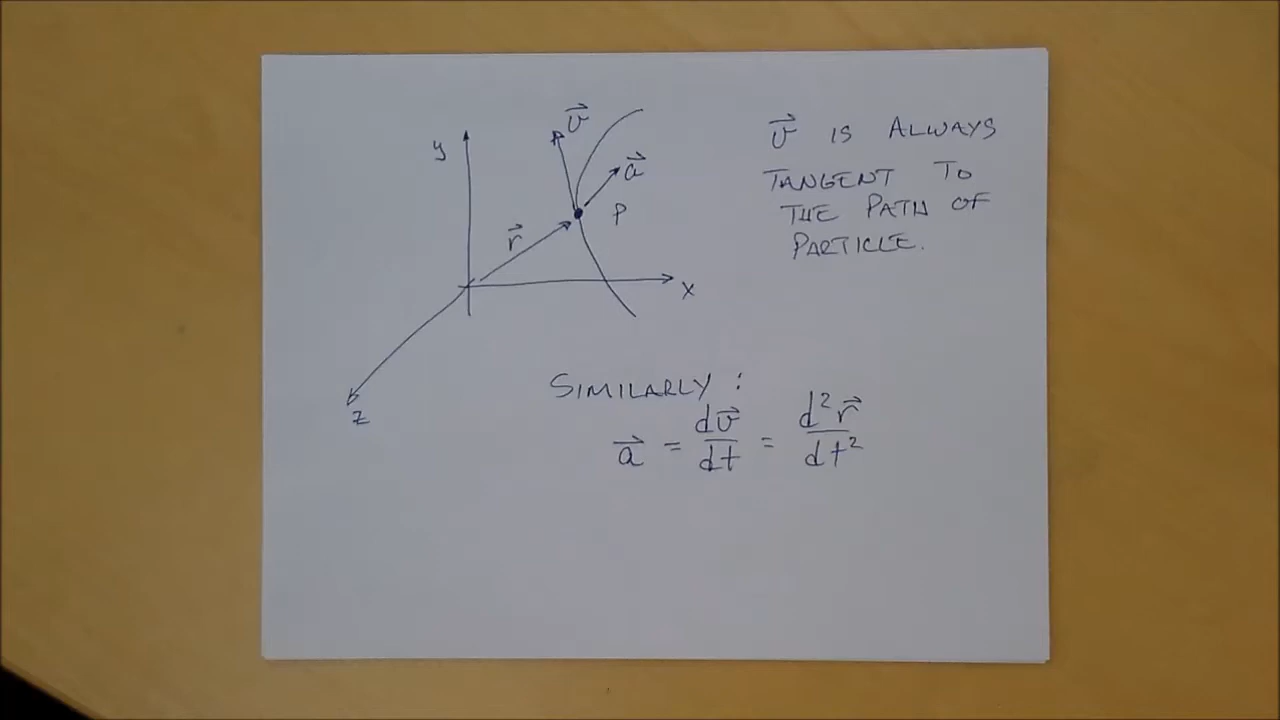 y
v⃗
a⃗
P
r⃗
x
z
v⃗ IS ALWAYS
TANGENT TO
THE PATH OF
PARTICLE.
SIMILARLY :
a⃗ = dv⃗/dt = d²r⃗/dt²